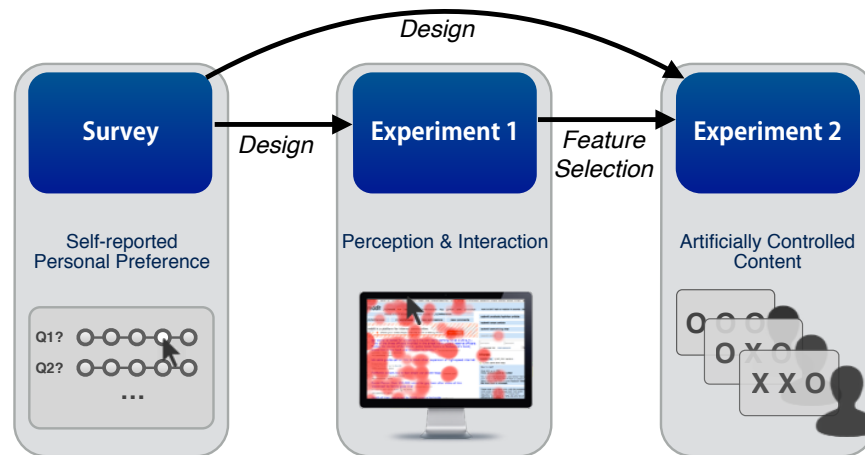 Design
Survey
Design
Experiment 1
Feature
Selection
Experiment 2
Self-reported
Personal Preference
Perception & Interaction
Artificially Controlled
Content
Q1?
Q2?
...
O O O
O X O
X X O